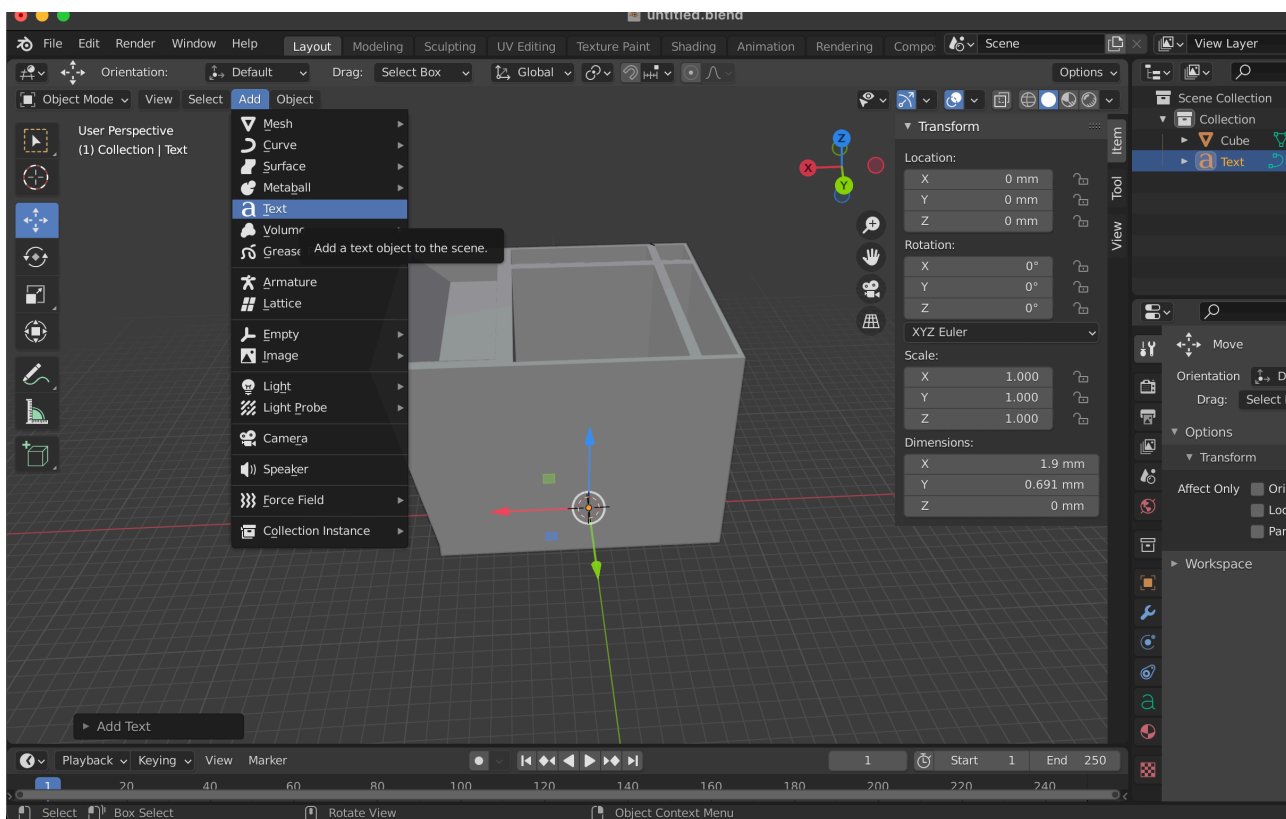 untitled.blend
File Edit Render Window Help Layout Modeling Sculpting UV Editing Texture Paint Shading Animation Rendering Compo: Scene View Layer
Orientation: Default Drag: Select Box Global Options
Object Mode View Select Add Object
User Perspective
(1) Collection | Text
Mesh
Curve
Surface
Metaball
Text
Volume
Grease
Add a text object to the scene.
Armature
Lattice
Empty
Image
Light
Light Probe
Camera
Speaker
Force Field
Collection Instance
Z
X
Y
Transform
Location:
X 0 mm
Y 0 mm
Z 0 mm
Rotation:
X 0°
Y 0°
Z 0°
XYZ Euler
Scale:
X 1.000
Y 1.000
Z 1.000
Dimensions:
X 1.9 mm
Y 0.691 mm
Z 0 mm
Item
Tool
View
Scene Collection
Collection
Cube
Text
Move
Orientation D
Drag: Select
Options
Transform
Affect Only Ori
Loc
Par
Workspace
Add Text
Playback Keying View Marker 1 Start 1 End 250
1 20 40 60 80 100 120 140 160 180 200 220 240
Select Box Select Rotate View Object Context Menu